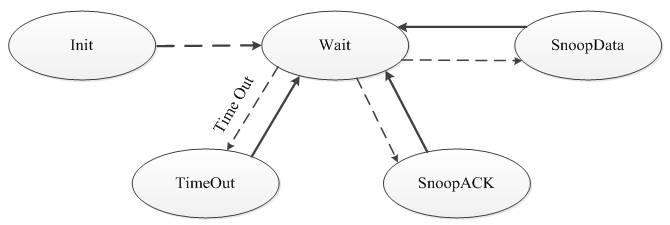 Init
Wait
SnoopData
Time Out
TimeOut
SnoopACK